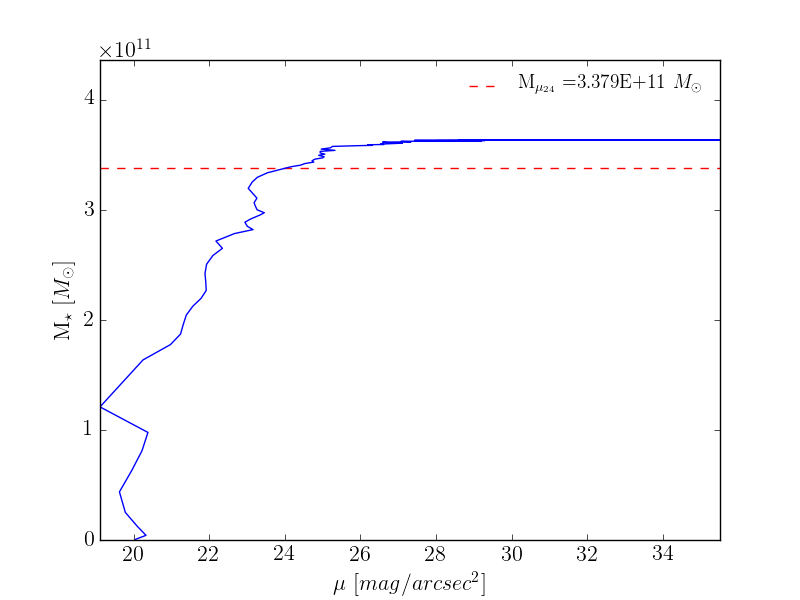 ×10¹¹
M_μ₂₄ =3.379E+11 M_⊙
4
3
2
1
0
M⋆ [M_⊙]
20 22 24 26 28 30 32 34
μ [mag/arcsec²]